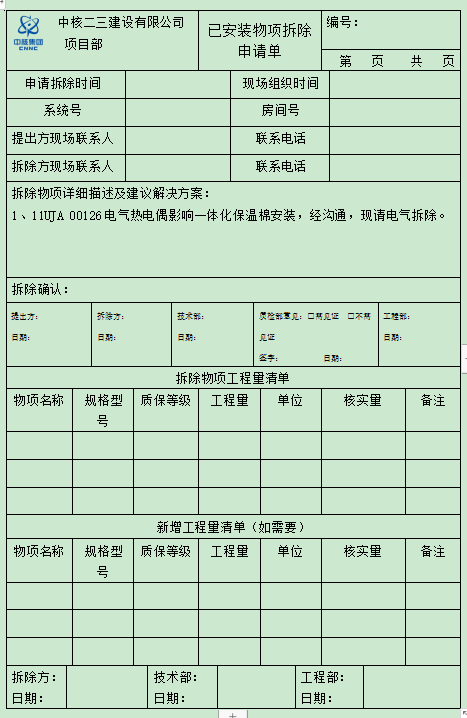 中核集团
CNNC
中核二三建设有限公司
项目部
已安装物项拆除
申请单
编号：
第 页 共 页
申请拆除时间 现场组织时间
系统号 房间号
提出方现场联系人 联系电话
拆除方现场联系人 联系电话
拆除物项详细描述及建议解决方案：
1、11UJA 00126电气热电偶影响一体化保温棉安装，经沟通，现请电气拆除。
拆除确认：
提出方： 拆除方： 技术部： 质检部意见：□需见证 □不需 工程部：
日期： 日期： 日期： 见证 日期：
签字： 日期：
拆除物项工程量清单
物项名称 规格型 质保等级 工程量 单位 核实量 备注
号
新增工程量清单（如需要）
物项名称 规格型 质保等级 工程量 单位 核实量 备注
号
拆除方： 技术部： 工程部：
日期： 日期： 日期：